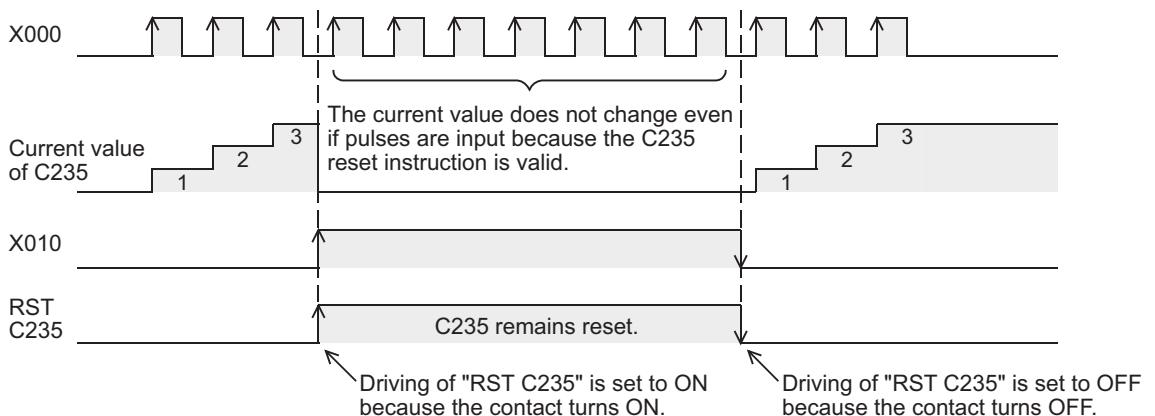 X000
The current value does not change even
if pulses are input because the C235
reset instruction is valid.
Current value
of C235
1
2
3
1
2
3
X010
RST
C235
C235 remains reset.
Driving of "RST C235" is set to ON
because the contact turns ON.
Driving of "RST C235" is set to OFF
because the contact turns OFF.